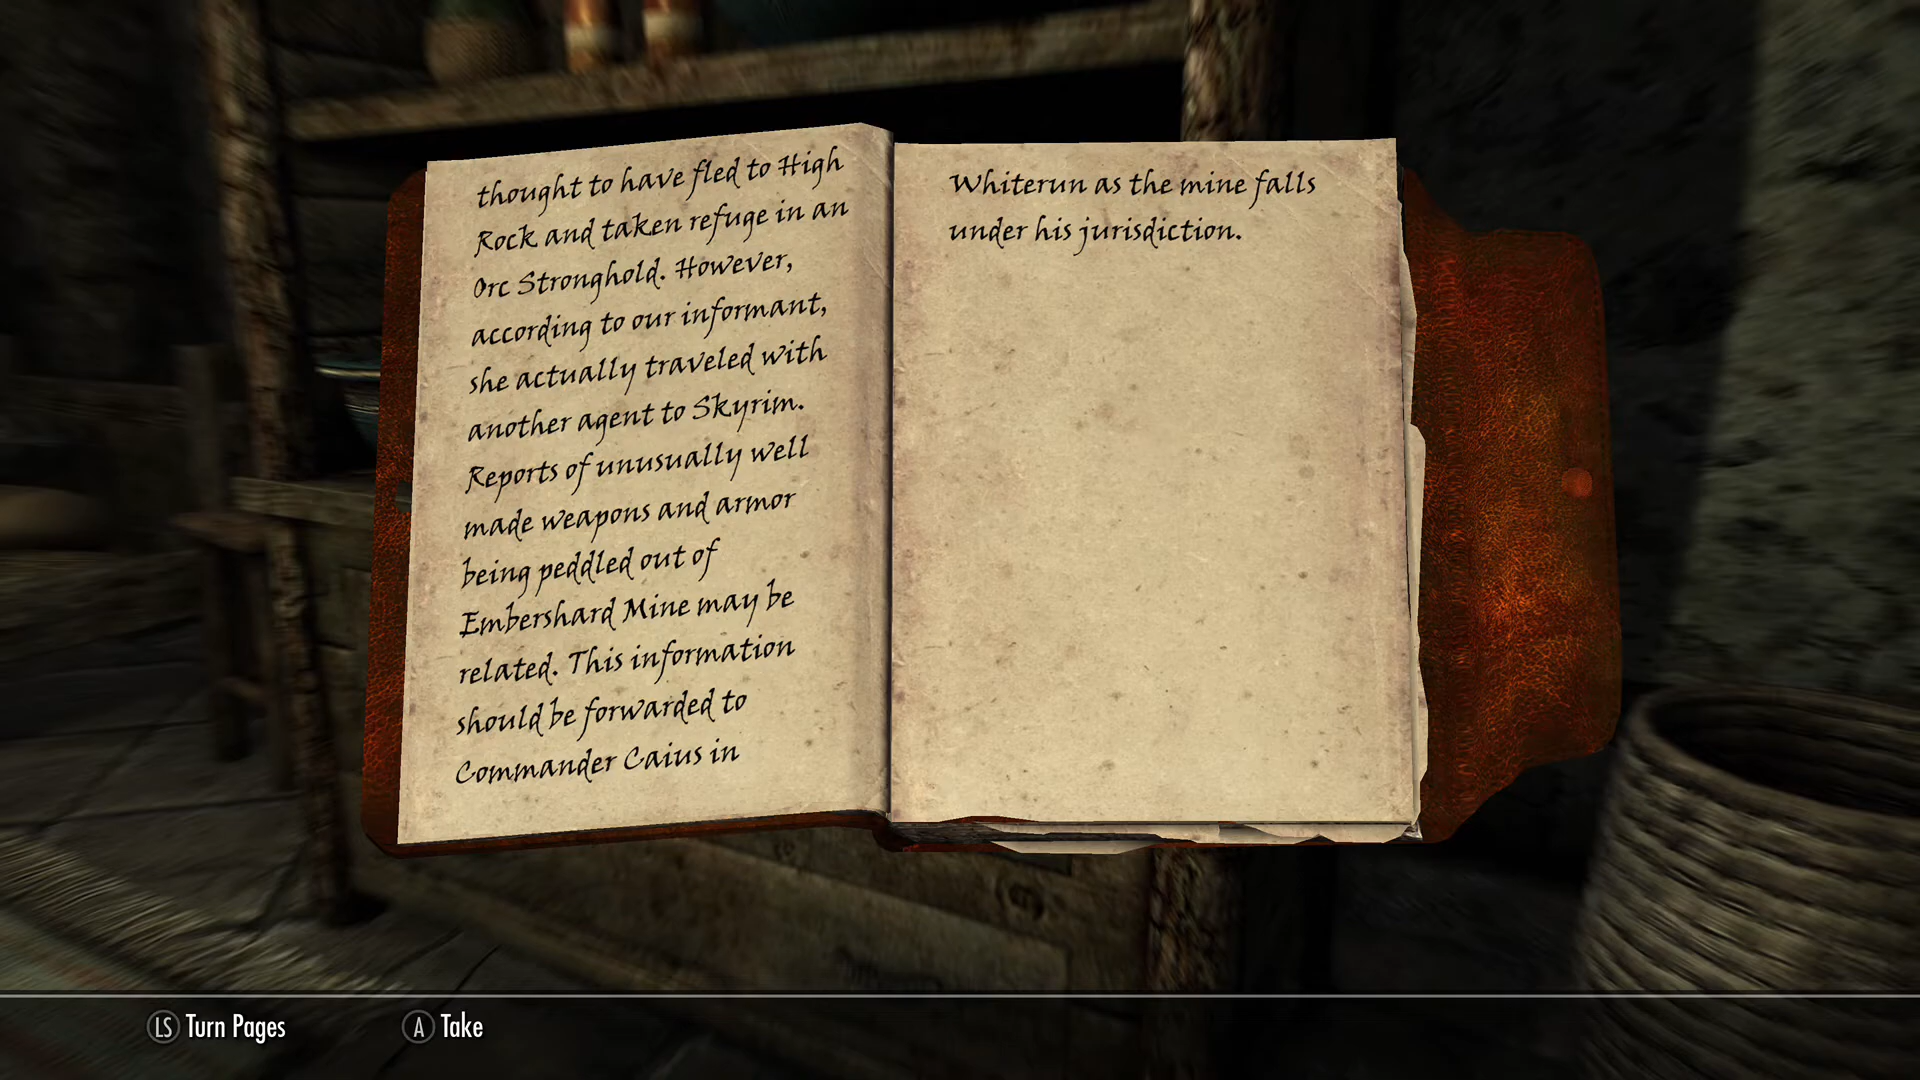 thought to have fled to High
Rock and taken refuge in an
Orc Stronghold. However,
according to our informant,
she actually traveled with
another agent to Skyrim.
Reports of unusually well
made weapons and armor
being peddled out of
Embershard Mine may be
related. This information
should be forwarded to
Commander Caius in
Whiterun as the mine falls
under his jurisdiction.
LS Turn Pages
A Take